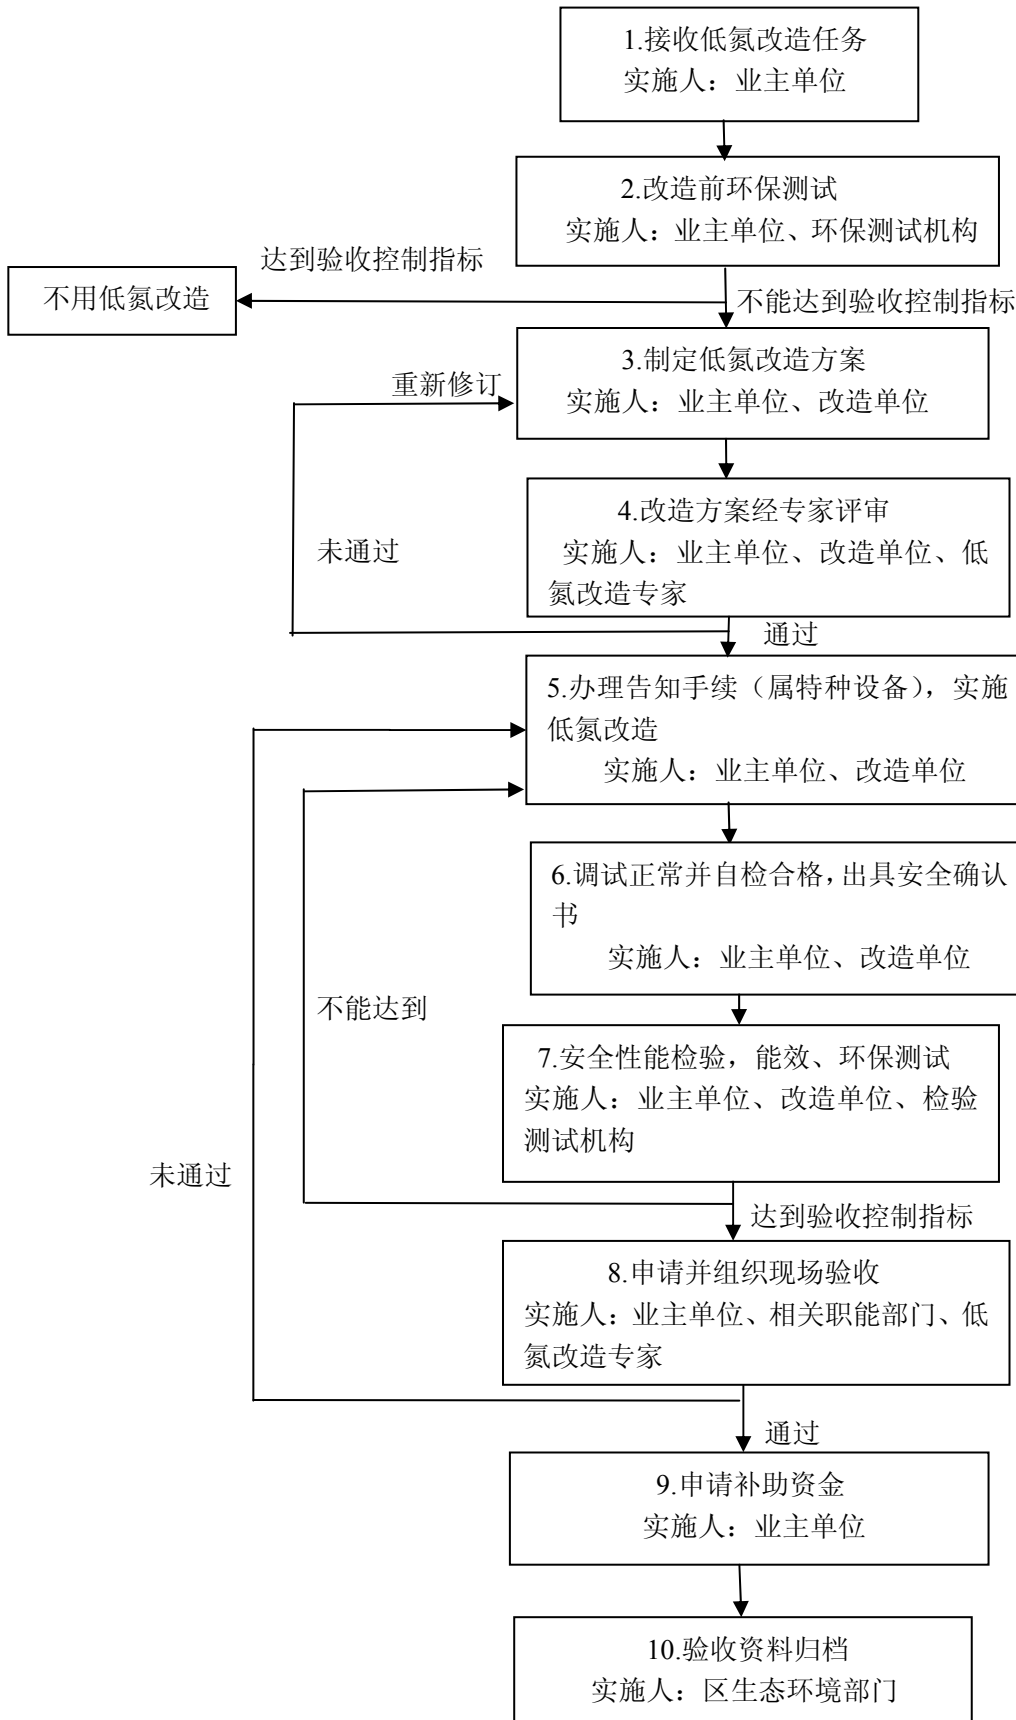 1.接收低氮改造任务
实施人：业主单位
2.改造前环保测试
实施人：业主单位、环保测试机构
达到验收控制指标
不用低氮改造
不能达到验收控制指标
3.制定低氮改造方案
实施人：业主单位、改造单位
重新修订
4.改造方案经专家评审
实施人：业主单位、改造单位、低
氮改造专家
未通过
通过
5.办理告知手续（属特种设备），实施
低氮改造
实施人：业主单位、改造单位
6.调试正常并自检合格，出具安全确认
书
实施人：业主单位、改造单位
不能达到
7.安全性能检验，能效、环保测试
实施人：业主单位、改造单位、检验
测试机构
未通过
达到验收控制指标
8.申请并组织现场验收
实施人：业主单位、相关职能部门、低
氮改造专家
通过
9.申请补助资金
实施人：业主单位
10.验收资料归档
实施人：区生态环境部门